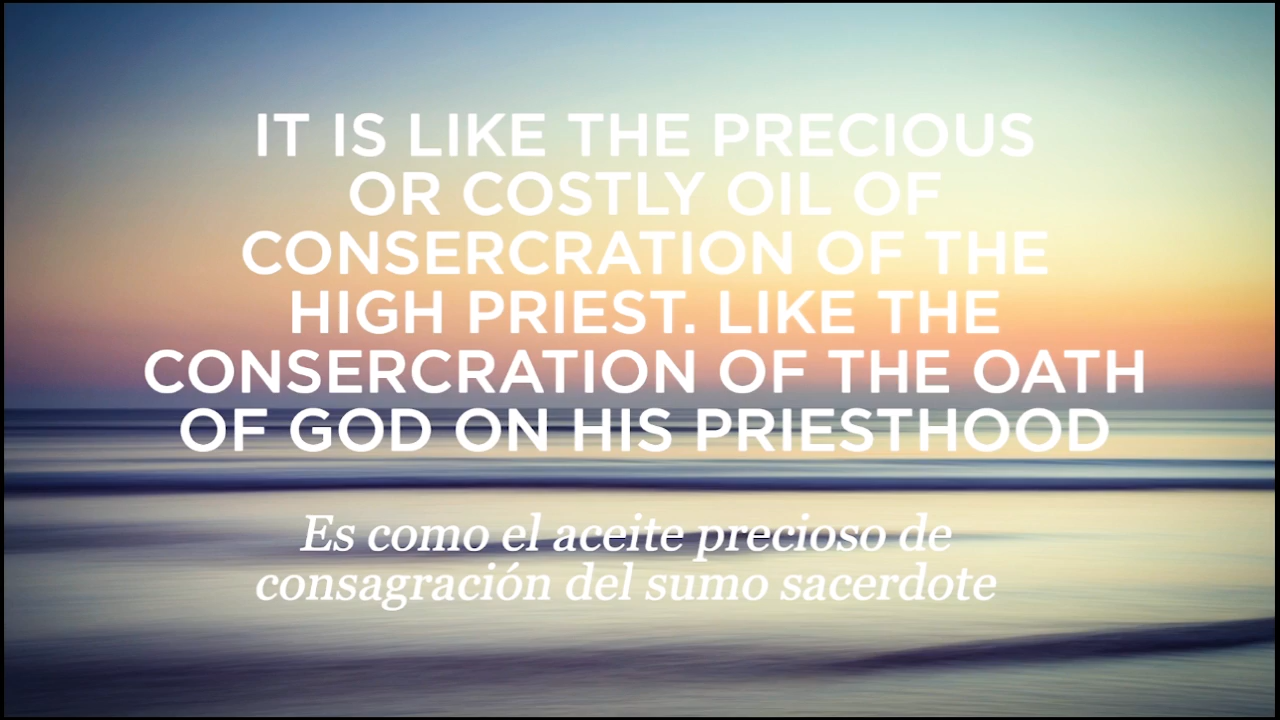 IT IS LIKE THE PRECIOUS
OR COSTLY OIL OF
CONSERCRATION OF THE
HIGH PRIEST. LIKE THE
CONSERCRATION OF THE OATH
OF GOD ON HIS PRIESTHOOD
Es como el aceite precioso de
consagración del sumo sacerdote